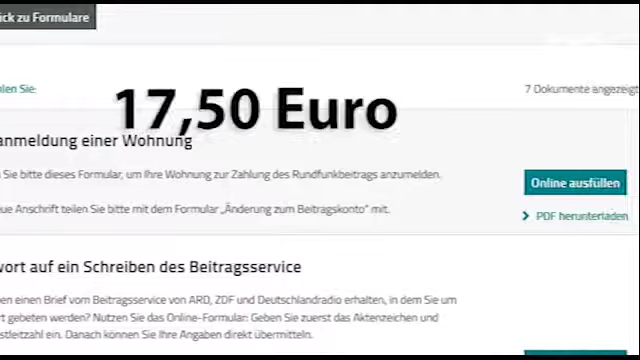 ck zu Formulare
len Sie:
7 Dokumente angezeigt
17,50 Euro
anmeldung einer Wohnung
Sie bitte dieses Formular, um Ihre Wohnung zur Zahlung des Rundfunkbeitrags anzumelden.
Online ausfüllen
ue Anschrift teilen Sie bitte mit dem Formular „Änderung zum Beitragskonto“ mit.
PDF herunterladen
wort auf ein Schreiben des Beitragsservice
en einen Brief vom Beitragsservice von ARD, ZDF und Deutschlandradio erhalten, in dem Sie um
rt gebeten werden? Nutzen Sie das Online-Formular: Geben Sie zuerst das Aktenzeichen und
stleitzahl ein. Danach können Sie Ihre Angaben direkt übermitteln.